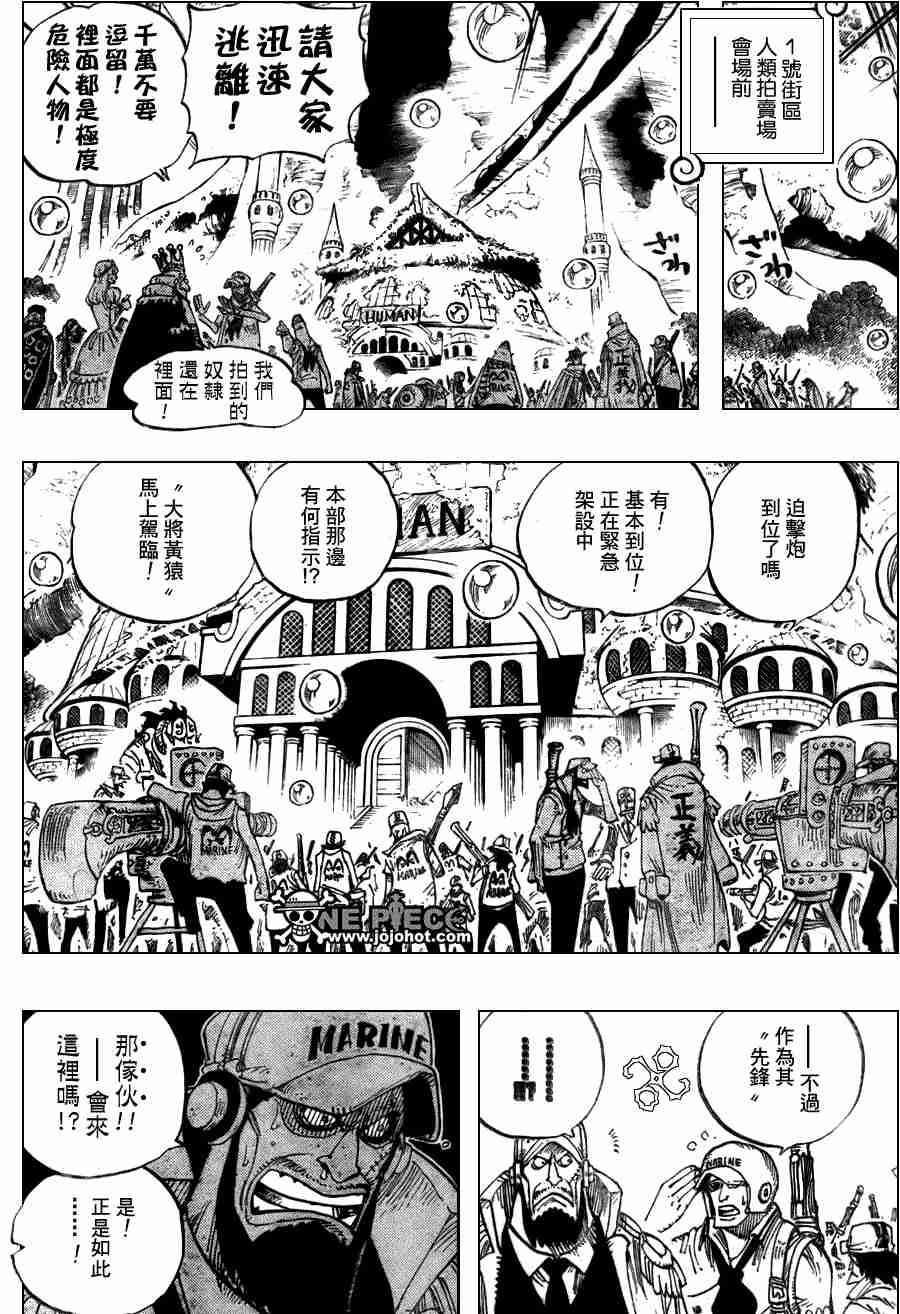 1號街區
人類拍賣場
會場前
——
ざわ
ざわ
請大家
迅速
逃離！
千萬不要
逗留！
裡面都是極度
危險人物！
HUMAN
MARINE
正義
我們
拍到的
奴隸
還在
裡面！
迫擊炮
到位了嗎
有！
基本到位！
正在緊急
架設中
本部那邊
有何指示!?
〝大將黃猿〞
馬上駕臨！
MAN
MARINE
MARINE
正義
ONE PIECE
www.jojohot.com
——不過
作為其
〝先鋒〞
MARINE
MARINE
那傢伙!!
——會來
這裡嗎!?
是！
正是如此
……！